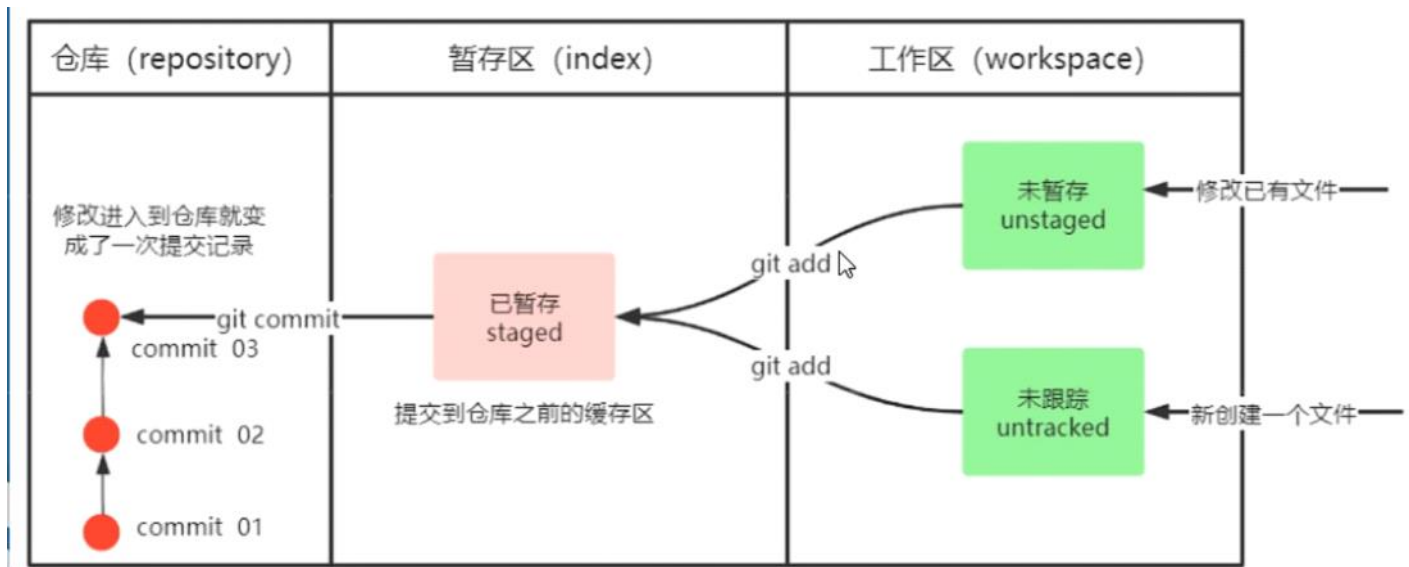 仓库（repository）
暂存区（index）
工作区（workspace）
修改进入到仓库就变
成了一次提交记录
git commit
commit 03
commit 02
commit 01
已暂存
staged
提交到仓库之前的缓存区
git add
git add
未暂存
unstaged
修改已有文件
未跟踪
untracked
新创建一个文件